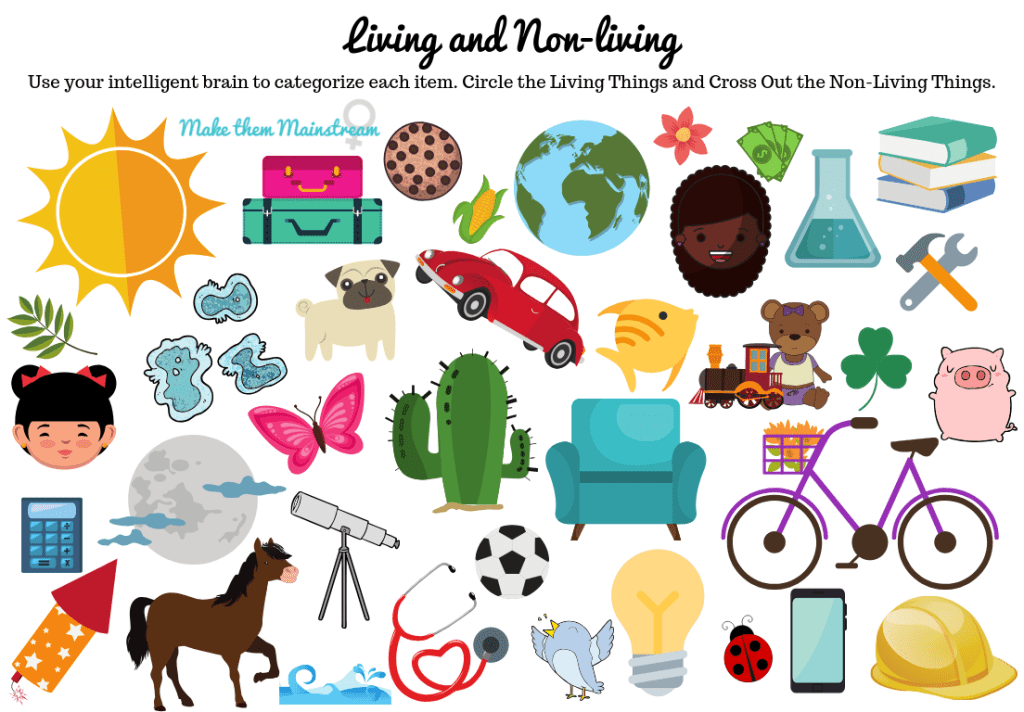 Living and Non-living
Use your intelligent brain to categorize each item. Circle the Living Things and Cross Out the Non-Living Things.
Make them Mainstream